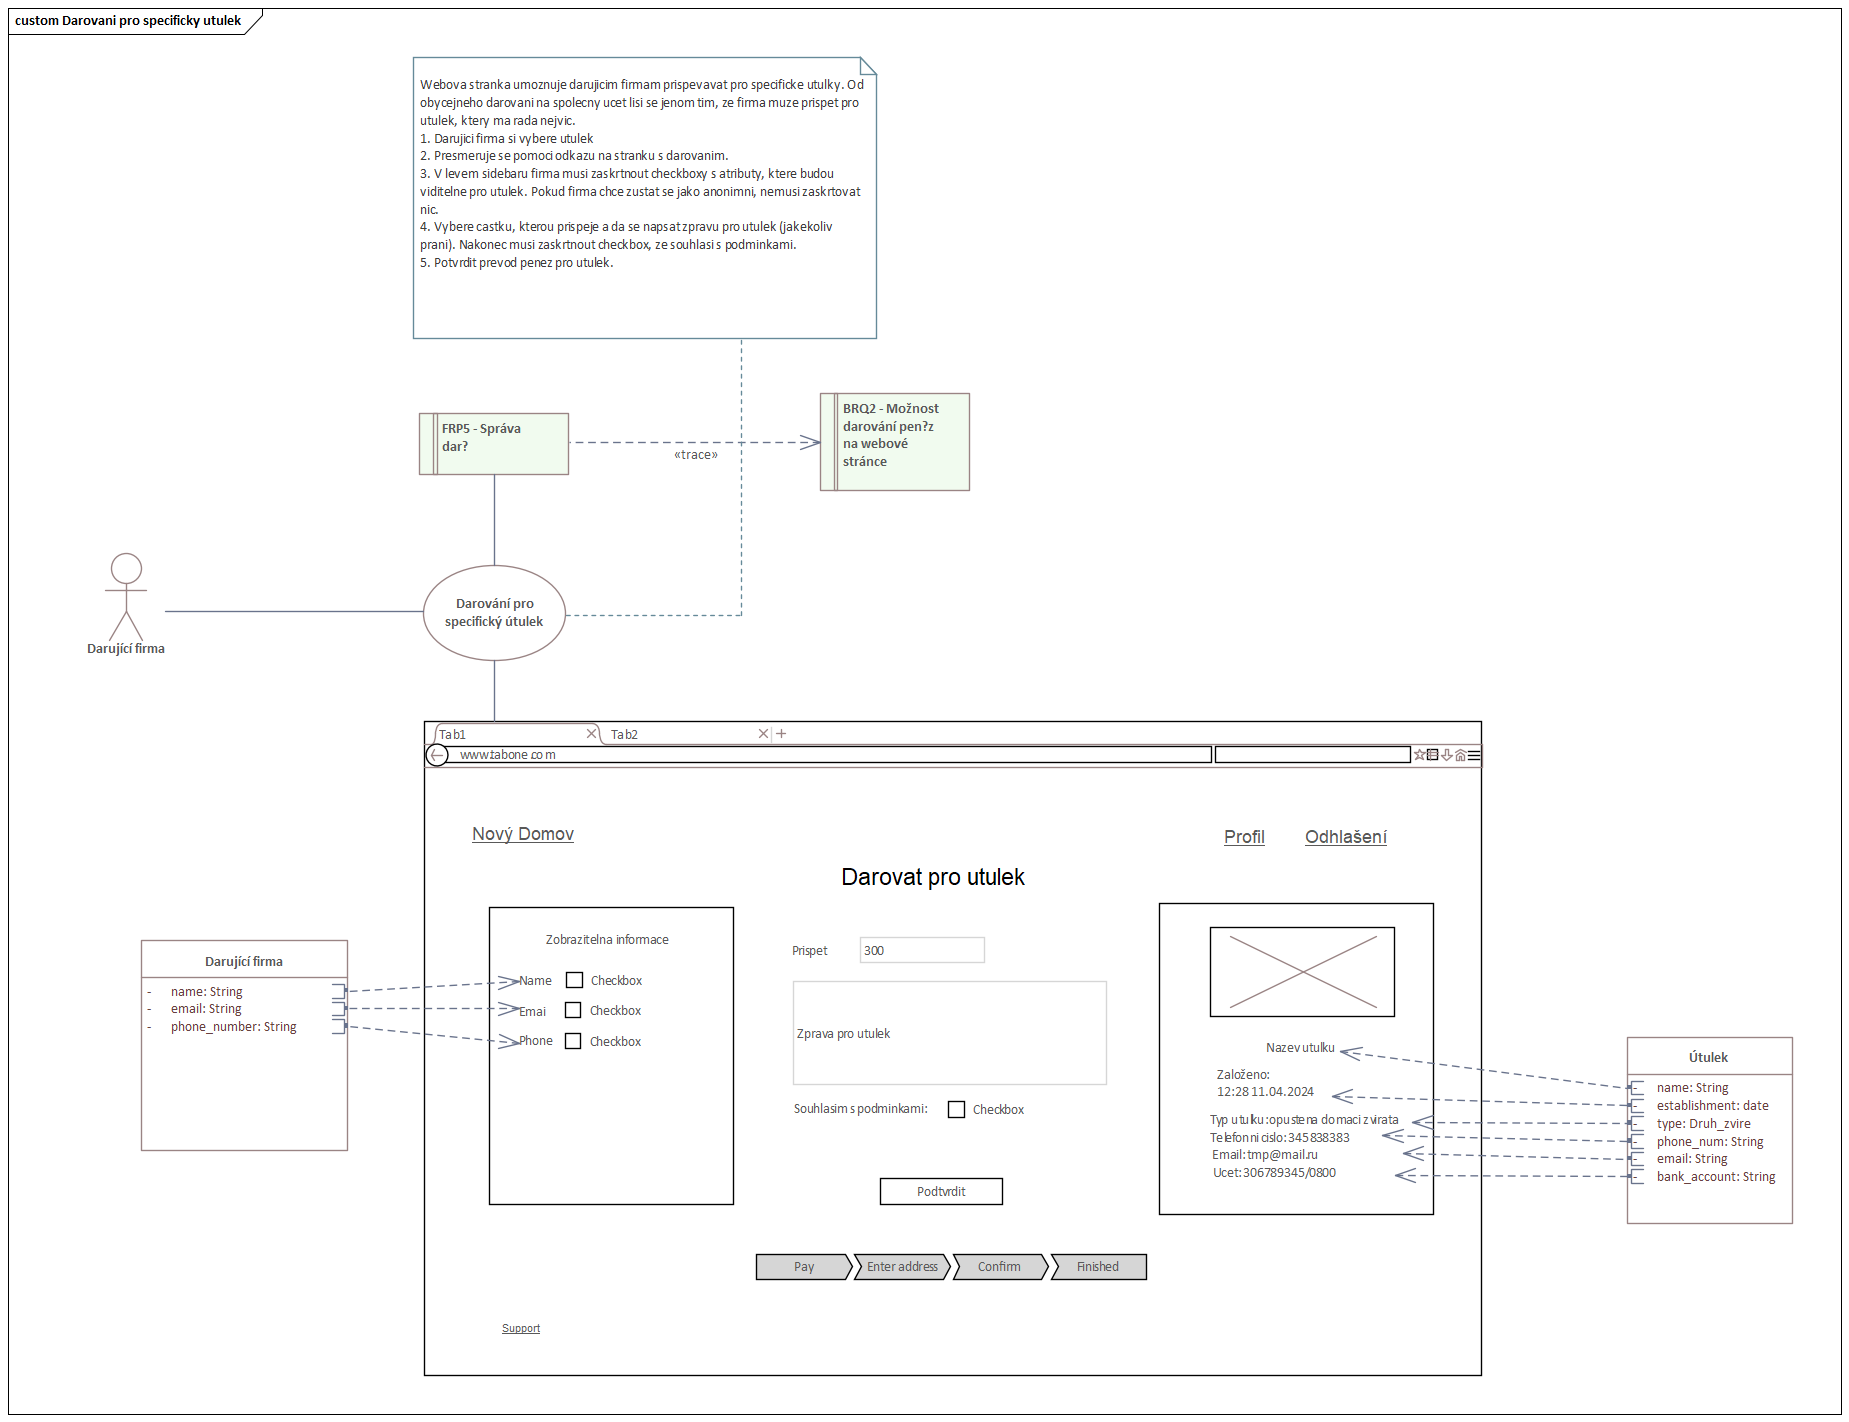 custom Darovani pro specificky utulek
Webova stranka umoznuje darujicim firmam prispevavat pro specificke utulky. Od
obycejneho darovani na spolecny ucet lisi se jenom tim, ze firma muze prispet pro
utulek, ktery ma rada nejvic.
1. Darujici firma si vybere utulek
2. Presmeruje se pomoci odkazu na stranku s darovanim.
3. V levem sidebaru firma musi zaskrtnout checkboxy s atributy, ktere budou
viditelne pro utulek. Pokud firma chce zustat se jako anonimni, nemusi zaskrtovat
nic.
4. Vybere castku, kterou prispeje a da se napsat zpravu pro utulek (jakekoliv
prani). Nakonec musi zaskrtnout checkbox, ze souhlasi s podminkami.
5. Potvrdit prevod penez pro utulek.
FRP5 - Správa
dar?
«trace»
BRQ2 - Možnost
darování pen?z
na webové
stránce
Darující firma
Darování pro
specifický útulek
Tab1
Tab2
www.tabone.com
Nový Domov
Profil
Odhlašení
Darovat pro utulek
Zobrazitelna informace
Name
Checkbox
Emai
Checkbox
Phone
Checkbox
Prispet
300
Zprava pro utulek
Souhlasim s podminkami:
Checkbox
Podtvrdit
Nazev utulku
Založeno:
12:28 11.04.2024
Typ utulku:opustena domaci zvirata
Telefonni cislo:345838383
Email:tmp@mail.ru
Ucet:306789345/0800
Pay
Enter address
Confirm
Finished
Support
Darující firma
- name: String
- email: String
- phone_number: String
Útulek
- name: String
- establishment: date
- type: Druh_zvire
- phone_num: String
- email: String
- bank_account: String